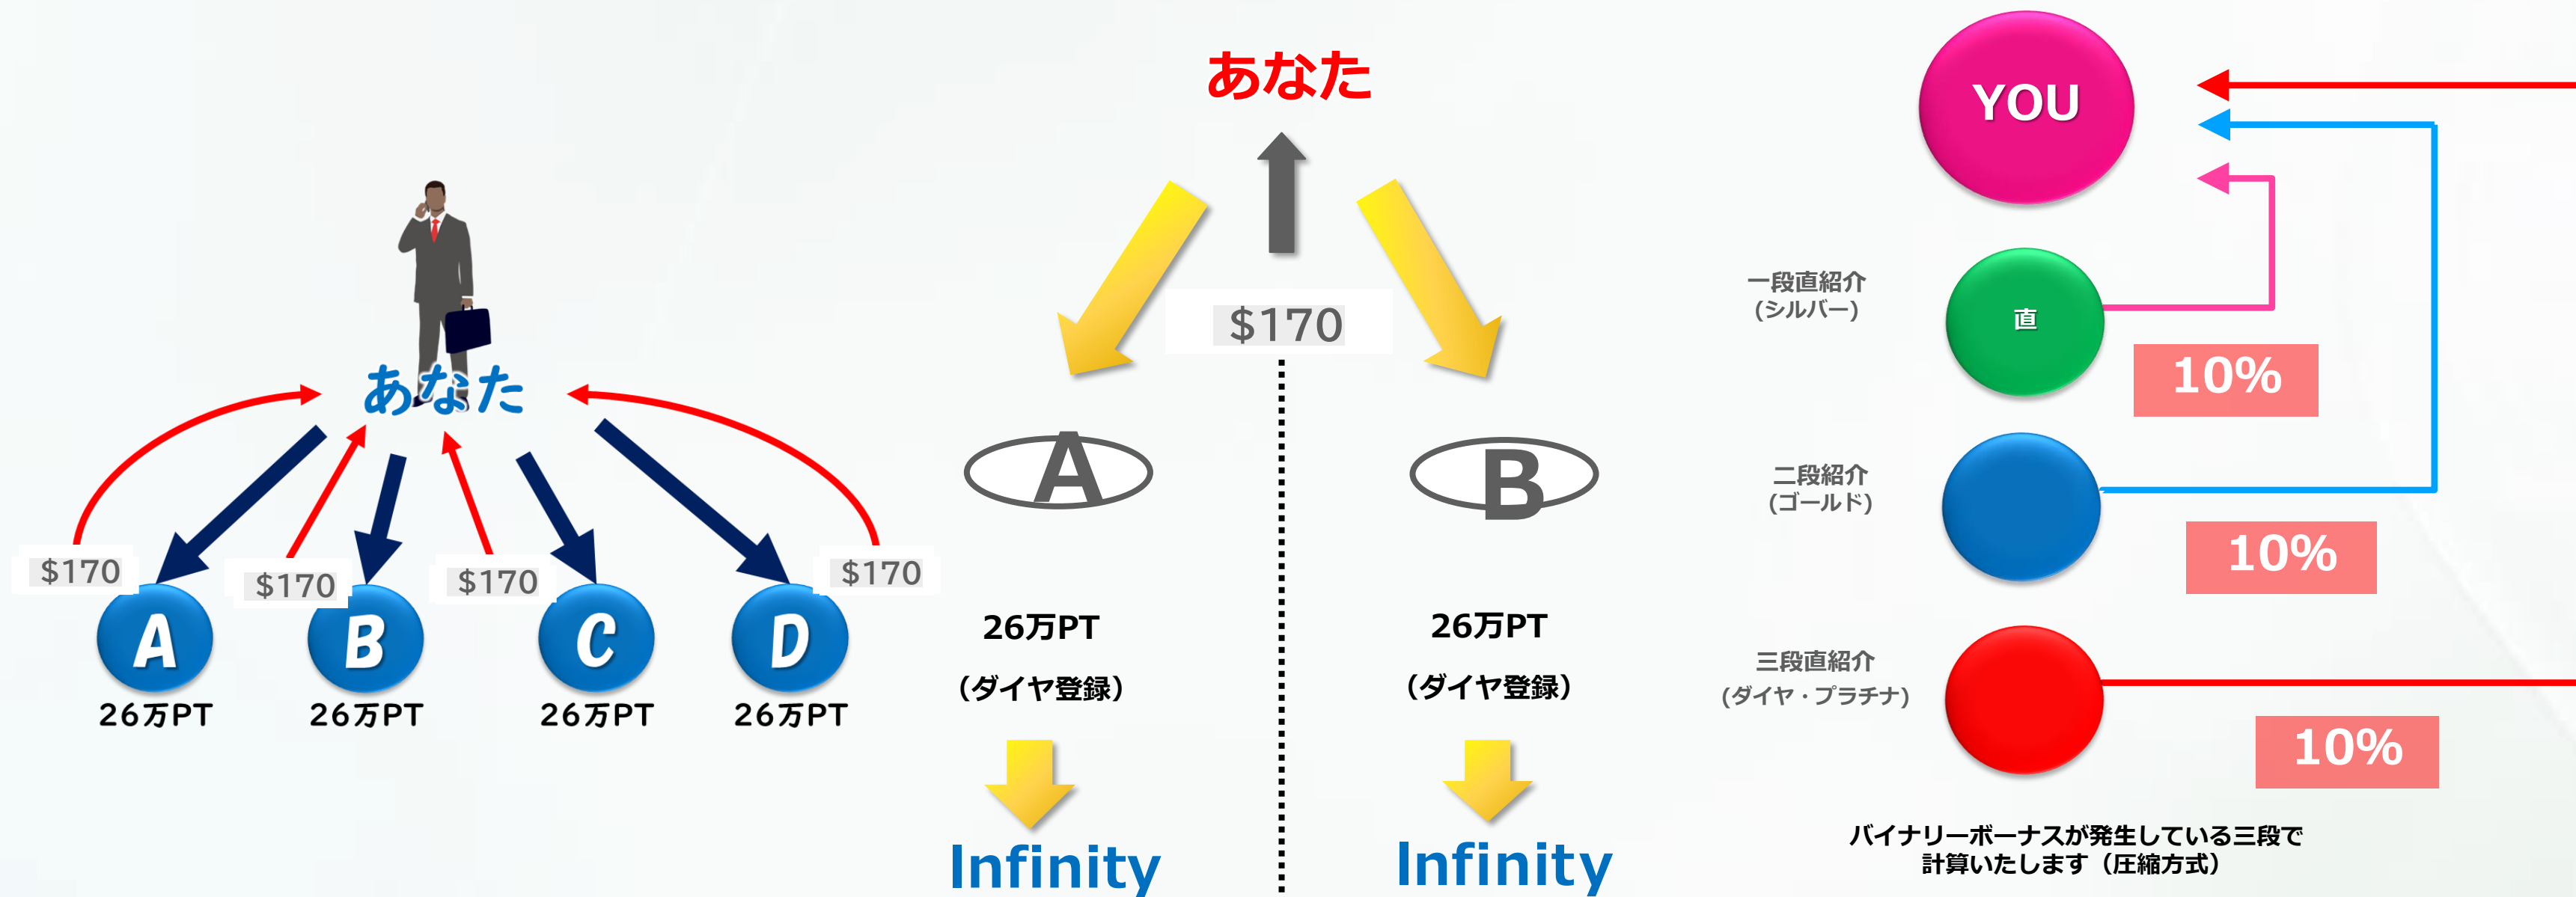 あなた
$170
$170
$170
$170
A
B
C
D
26万PT
26万PT
26万PT
26万PT
あなた
$170
A
B
26万PT
26万PT
（ダイヤ登録）
（ダイヤ登録）
Infinity
Infinity
YOU
一段直紹介
(シルバー)
直
10%
二段紹介
(ゴールド)
10%
三段直紹介
(ダイヤ・プラチナ)
10%
バイナリーボーナスが発生している三段で
計算いたします（圧縮方式）